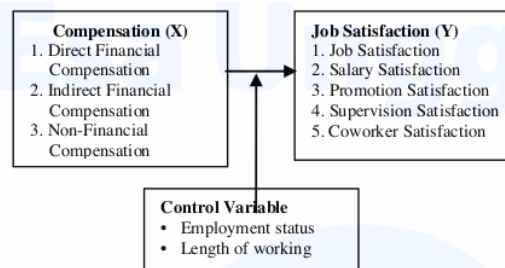 Compensation (X)
1. Direct Financial
Compensation
2. Indirect Financial
Compensation
3. Non-Financial
Compensation
Job Satisfaction (Y)
1. Job Satisfaction
2. Salary Satisfaction
3. Promotion Satisfaction
4. Supervision Satisfaction
5. Coworker Satisfaction
Control Variable
• Employment status
• Length of working